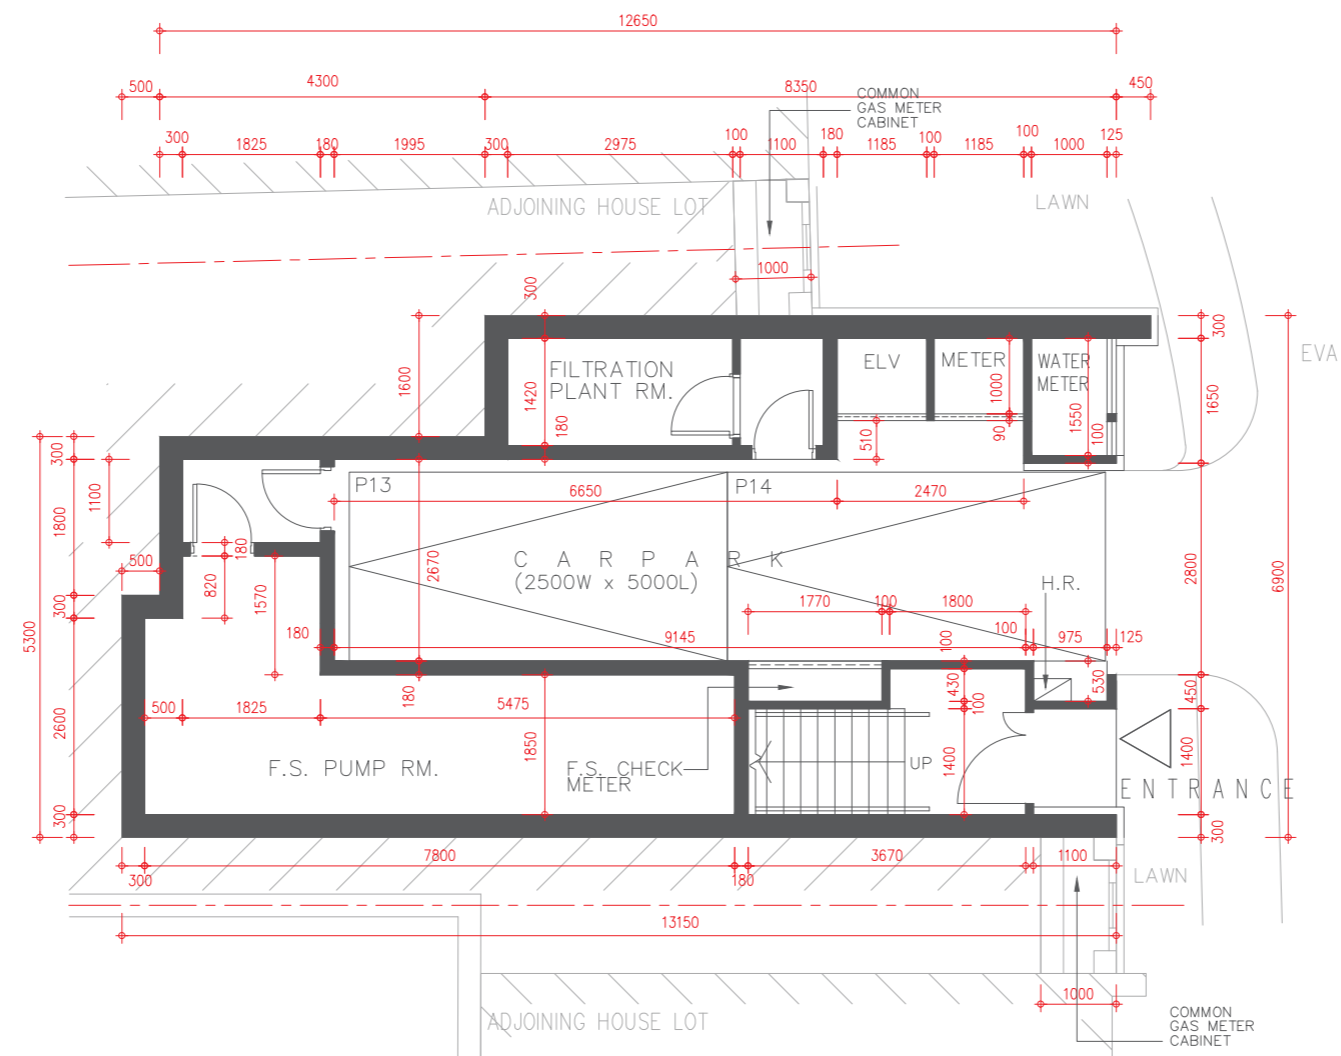 12650
500
4300
8350
450
COMMON
GAS METER
CABINET
300
1825
180
1995
300
2975
100
1100
180
1185
100
1185
100
1000
125
ADJOINING HOUSE LOT
LAWN
1000
300
300
EVA
1600
1420
180
FILTRATION
PLANT RM.
ELV
METER
1000
90
510
WATER
METER
1550
100
1650
6900
5300
300
1800
300
2600
300
1100
500
180
820
1570
180
P13
P14
6650
2470
2670
C A R P A R K
(2500W x 5000L)
2800
H.R.
1770
100
1800
9145
100
975
125
100
430
100
530
450
180
500
1825
5475
1850
1400
1400
F.S. PUMP RM.
F.S. CHECK
METER
UP
ENTRANCE
300
7800
3670
1100
300
180
LAWN
13150
1000
ADJOINING HOUSE LOT
COMMON
GAS METER
CABINET